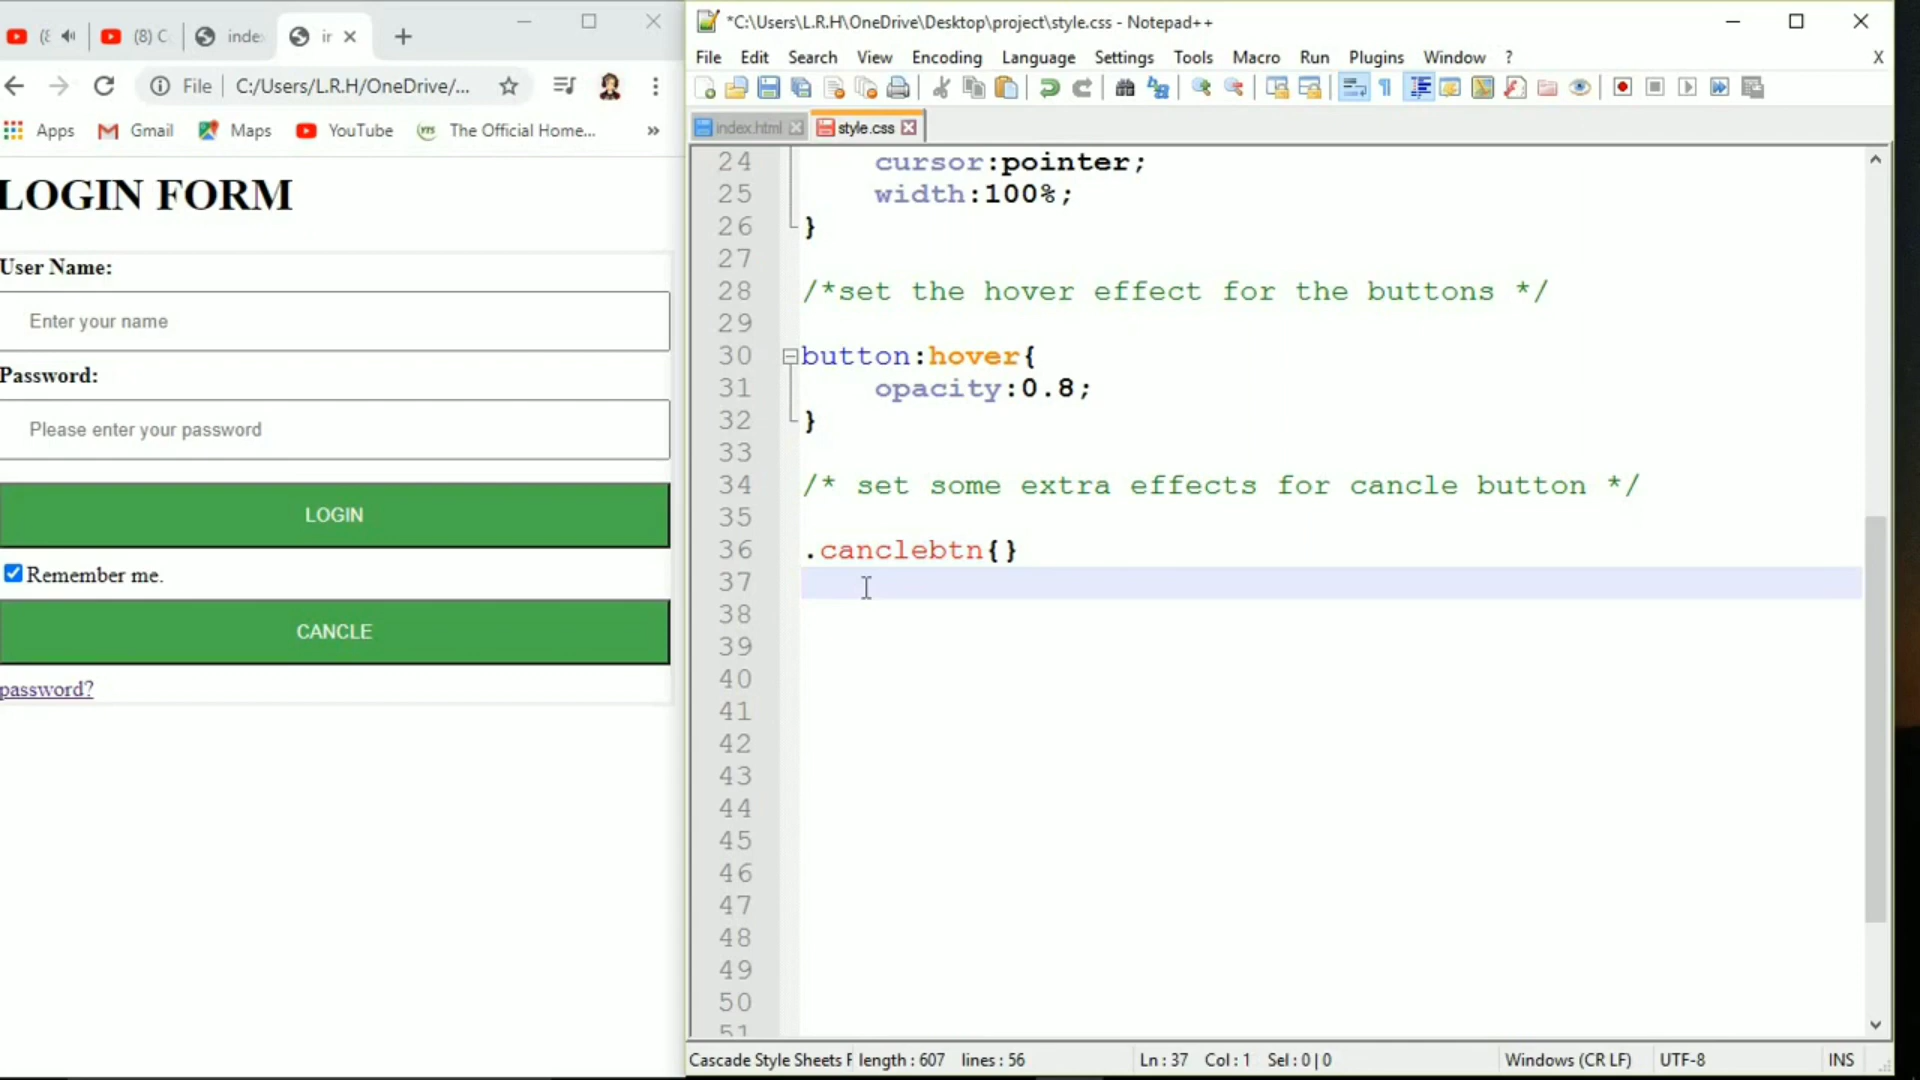 (8
(8) C
inde
ir
File
C:/Users/L.R.H/OneDrive/...
Apps
Gmail
Maps
YouTube
The Official Home...
»
LOGIN FORM
User Name:
Enter your name
Password:
Please enter your password
LOGIN
Remember me.
CANCLE
password?
*C:\Users\L.R.H\OneDrive\Desktop\project\style.css - Notepad++
File Edit Search View Encoding Language Settings Tools Macro Run Plugins Window ? X
index.html
style.css
24 cursor:pointer;
25 width:100%;
26 }
27
28 /*set the hover effect for the buttons */
29
30 button:hover{
31 opacity:0.8;
32 }
33
34 /* set some extra effects for cancle button */
35
36 .canclebtn{}
37
38
39
40
41
42
43
44
45
46
47
48
49
50
51
Cascade Style Sheets F length : 607 lines : 56 Ln : 37 Col : 1 Sel : 0 | 0 Windows (CR LF) UTF-8 INS